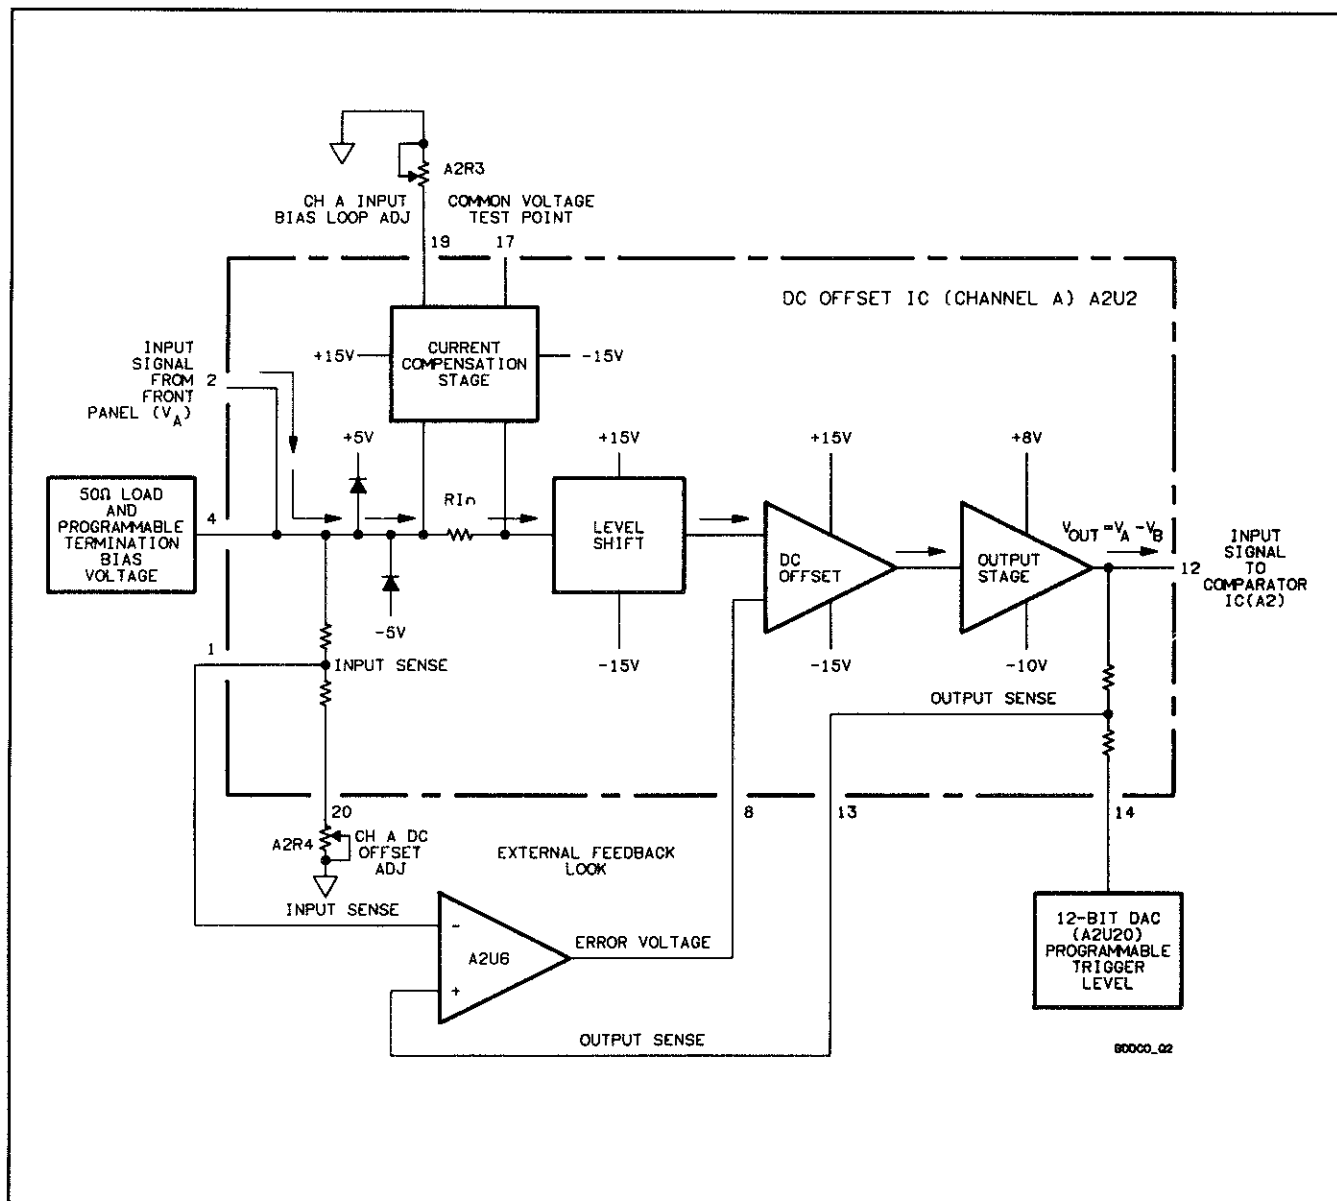 A2R3
CH A INPUT
BIAS LOOP ADJ
COMMON VOLTAGE
TEST POINT
19
17
DC OFFSET IC (CHANNEL A) A2U2
INPUT
SIGNAL
FROM
FRONT
PANEL (VA)
2
+15V
CURRENT
COMPENSATION
STAGE
-15V
+5V
+15V
+15V
+8V
50Ω LOAD
AND
PROGRAMMABLE
TERMINATION
BIAS
VOLTAGE
4
RIn
LEVEL
SHIFT
DC
OFFSET
OUTPUT
STAGE
VOUT=VA-VB
12
INPUT
SIGNAL
TO
COMPARATOR
IC(A2)
-5V
1
INPUT SENSE
-15V
-15V
-10V
OUTPUT SENSE
20
8
13
14
A2R4
CH A DC
OFFSET
ADJ
EXTERNAL FEEDBACK
LOOK
INPUT SENSE
-
A2U6
+
ERROR VOLTAGE
12-BIT DAC
(A2U20)
PROGRAMMABLE
TRIGGER
LEVEL
OUTPUT SENSE
BDDCO_Q2